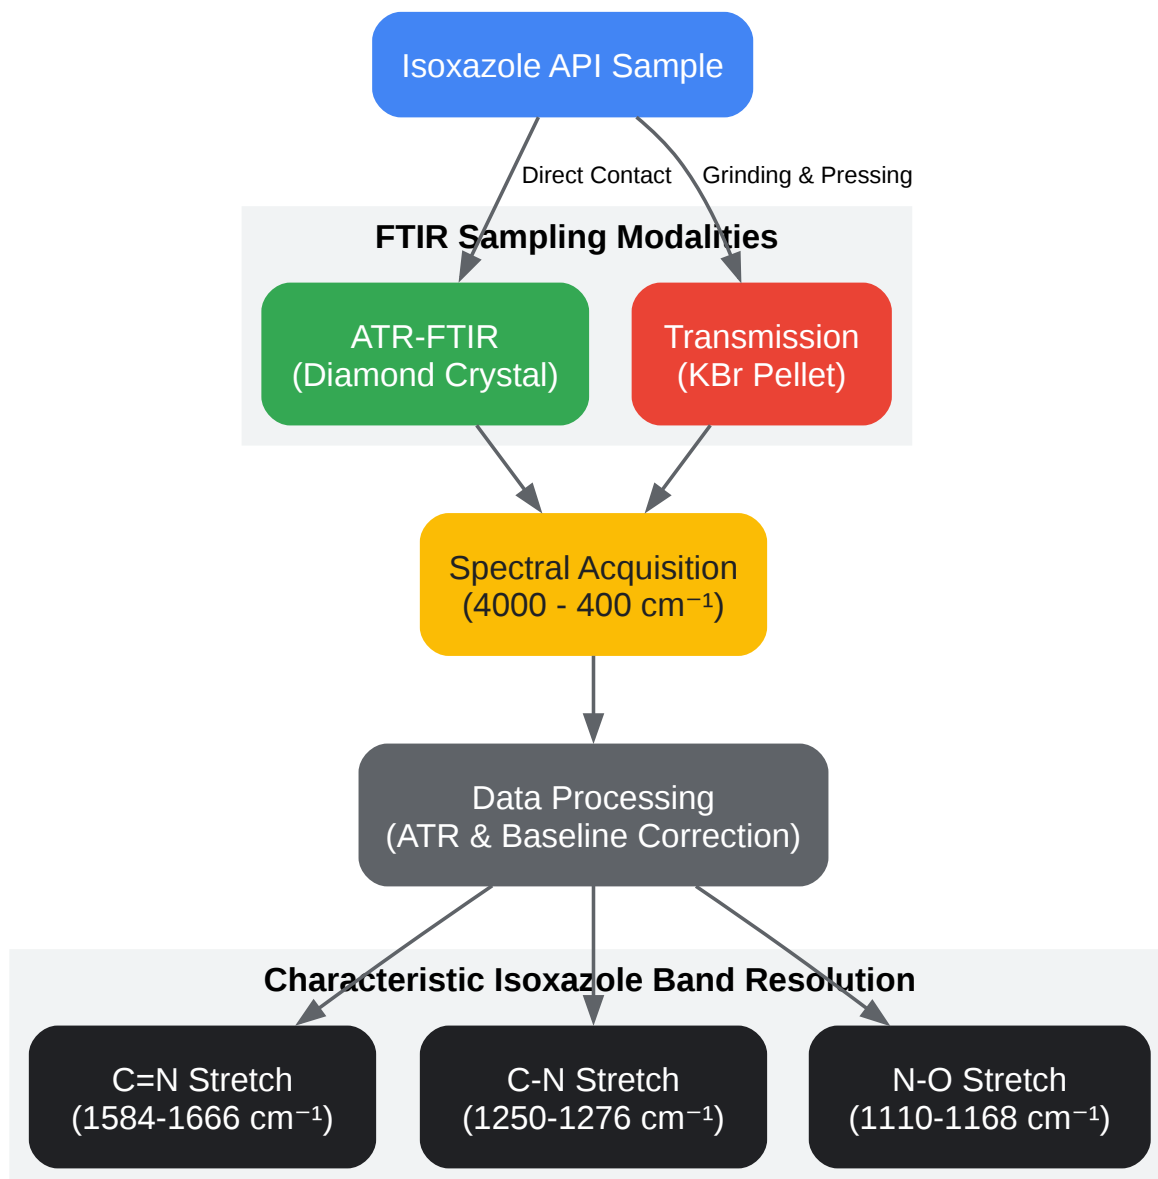 Isoxazole API Sample
Direct Contact
Grinding & Pressing
FTIR Sampling Modalities
ATR-FTIR
(Diamond Crystal)
Transmission
(KBr Pellet)
Spectral Acquisition
(4000 - 400 cm⁻¹)
Data Processing
(ATR & Baseline Correction)
Characteristic Isoxazole Band Resolution
C=N Stretch
(1584-1666 cm⁻¹)
C-N Stretch
(1250-1276 cm⁻¹)
N-O Stretch
(1110-1168 cm⁻¹)